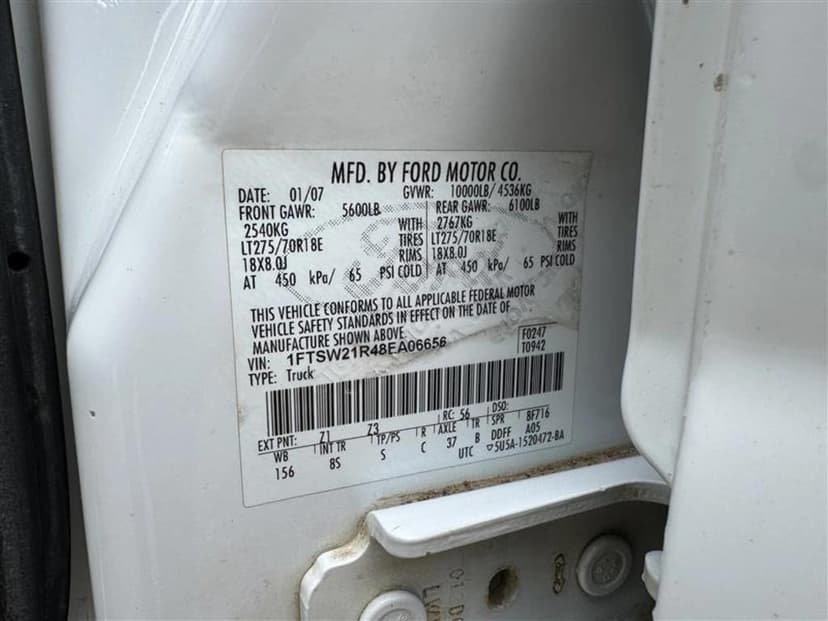 MFD. BY FORD MOTOR CO.
DATE: 01/07 GVWR: 10000LB/ 4536KG
FRONT GAWR: 5600LB REAR GAWR: 6100LB
2540KG WITH 2767KG WITH
LT275/70R18E TIRES LT275/70R18E TIRES
18X8.0J RIMS 18X8.0J RIMS
AT 450 kPa/ 65 PSI COLD AT 450 kPa/ 65 PSI COLD
THIS VEHICLE CONFORMS TO ALL APPLICABLE FEDERAL MOTOR
VEHICLE SAFETY STANDARDS IN EFFECT ON THE DATE OF
MANUFACTURE SHOWN ABOVE.
VIN: 1FTSW21R48EA06656 F0247
TYPE: Truck T0942
EXT PNT: Z1 Z3 RC: 56 DSO:
WB INT TR TP/PS R AXLE TR SPR BF716
156 8S S C 37 B DDFF A05
UTC ▽5U5A-1520472-BA